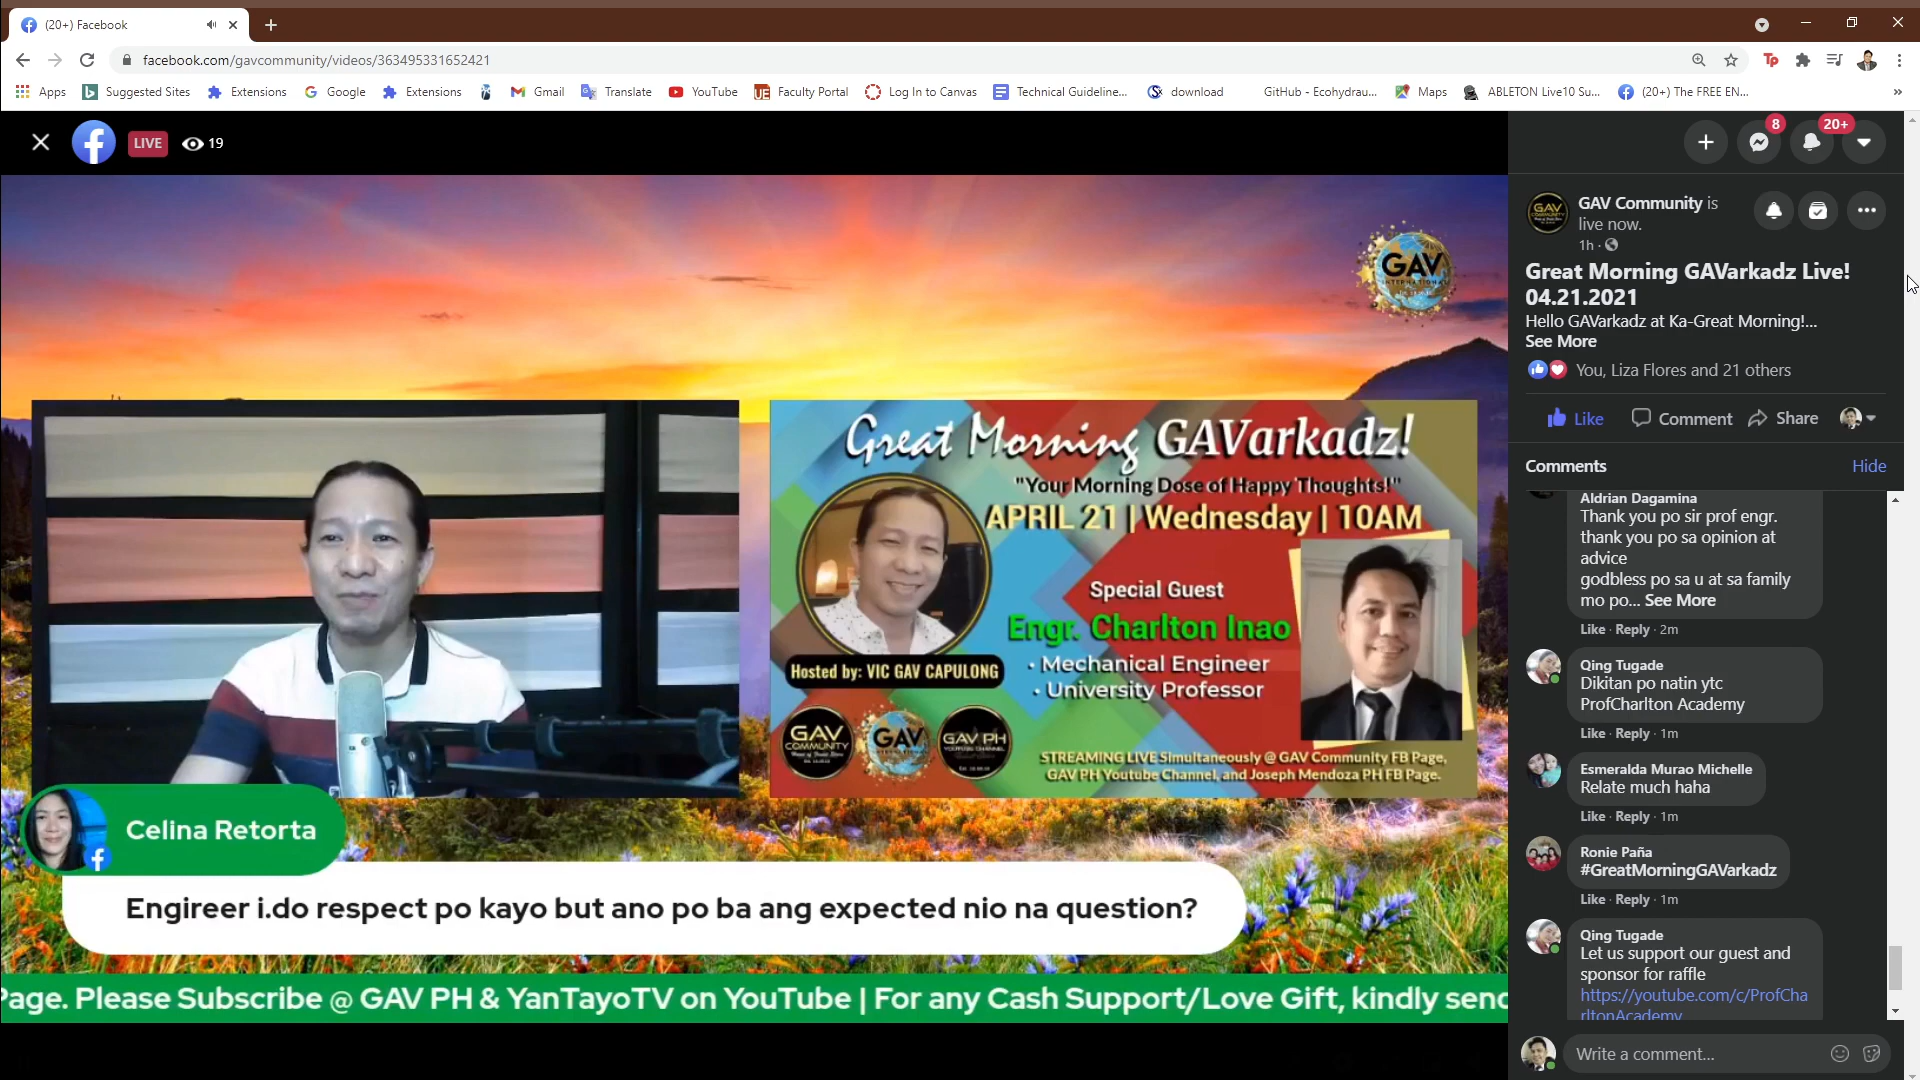 (20+) Facebook
facebook.com/gavcommunity/videos/363495331652421
Apps
Suggested Sites
Extensions
Google
Extensions
Gmail
Translate
YouTube
UE
Faculty Portal
Log In to Canvas
Technical Guideline...
download
GitHub - Ecohydrau...
Maps
ABLETON Live10 Su...
(20+) The FREE EN...
LIVE
19
8
20+
GAV
INTERNATIONAL
Great Morning GAVarkadz!
"Your Morning Dose of Happy Thoughts!"
APRIL 21 | Wednesday | 10AM
Special Guest
Engr. Charlton Inao
• Mechanical Engineer
• University Professor
Hosted by: VIC GAV CAPULONG
GAV
COMMUNITY
GAV
GAV PH
STREAMING LIVE Simultaneously @ GAV Community FB Page,
GAV PH Youtube Channel, and Joseph Mendoza PH FB Page.
Celina Retorta
Engireer i.do respect po kayo but ano po ba ang expected nio na question?
Page. Please Subscribe @ GAV PH & YanTayoTV on YouTube | For any Cash Support/Love Gift, kindly send
GAV Community is
live now.
1h ·
Great Morning GAVarkadz Live!
04.21.2021
Hello GAVarkadz at Ka-Great Morning!...
See More
You, Liza Flores and 21 others
Like
Comment
Share
Comments
Hide
Aldrian Dagamina
Thank you po sir prof engr.
thank you po sa opinion at
advice
godbless po sa u at sa family
mo po... See More
Like · Reply · 2m
Qing Tugade
Dikitan po natin ytc
ProfCharlton Academy
Like · Reply · 1m
Esmeralda Murao Michelle
Relate much haha
Like · Reply · 1m
Ronie Paña
#GreatMorningGAVarkadz
Like · Reply · 1m
Qing Tugade
Let us support our guest and
sponsor for raffle
https://youtube.com/c/ProfCha
rltonAcademy
Write a comment...